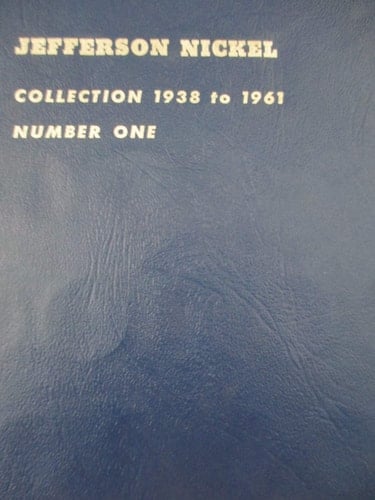 JEFFERSON NICKEL
COLLECTION 1938 to 1961
NUMBER ONE